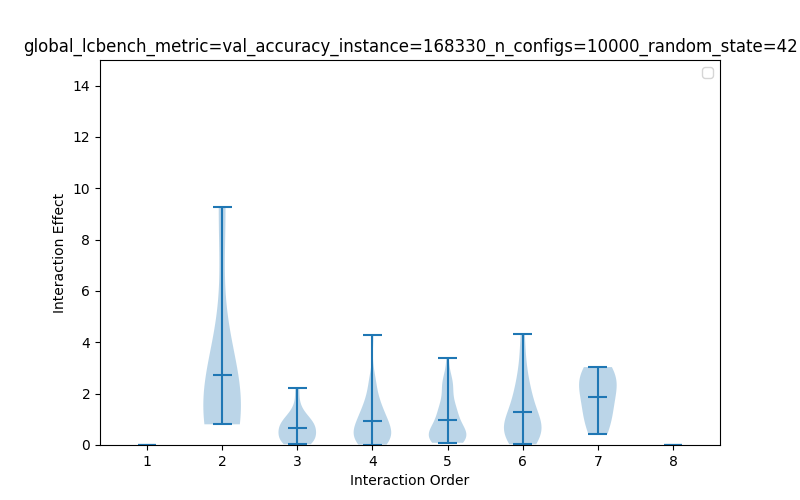 global_lcbench_metric=val_accuracy_instance=168330_n_configs=10000_random_state=42
14
12
10
8
6
4
2
0
Interaction Effect
1 2 3 4 5 6 7 8
Interaction Order